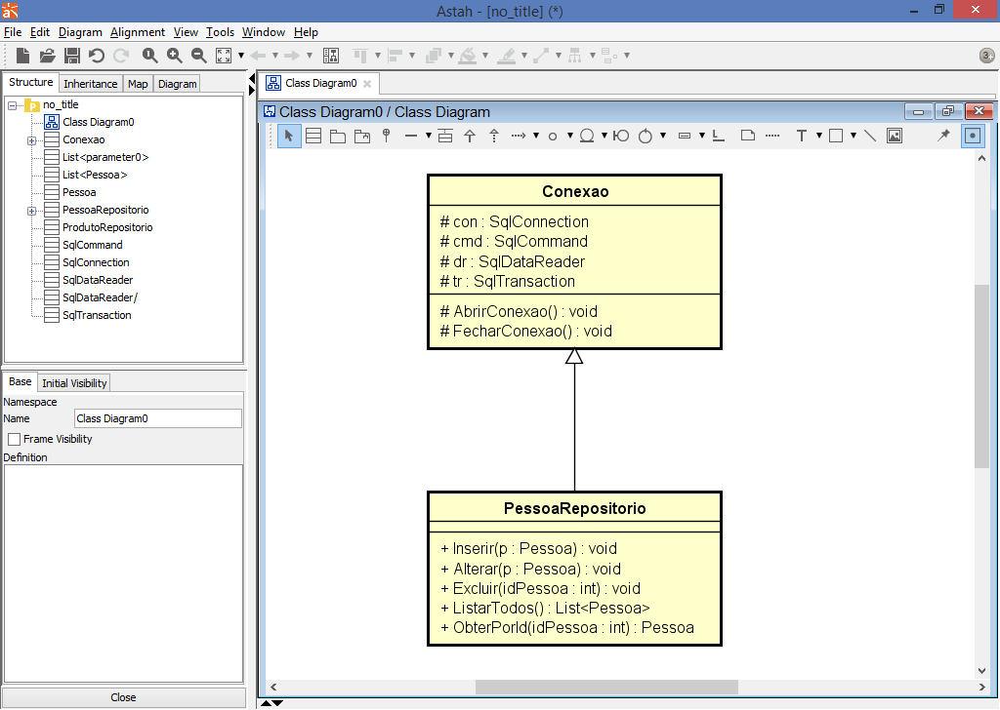 Astah - [no_title] (*)
File Edit Diagram Alignment View Tools Window Help
3
Structure Inheritance Map Diagram
no_title
Class Diagram0
Conexao
List<parameter0>
List<Pessoa>
Pessoa
PessoaRepositorio
ProdutoRepositorio
SqlCommand
SqlConnection
SqlDataReader
SqlDataReader/
SqlTransaction
Base Initial Visibility
Namespace
Name Class Diagram0
Frame Visibility
Definition
Close
Class Diagram0
Class Diagram0 / Class Diagram
T
Conexao
# con : SqlConnection
# cmd : SqlCommand
# dr : SqlDataReader
# tr : SqlTransaction
# AbrirConexao() : void
# FecharConexao() : void
PessoaRepositorio
+ Inserir(p : Pessoa) : void
+ Alterar(p : Pessoa) : void
+ Excluir(idPessoa : int) : void
+ ListarTodos() : List<Pessoa>
+ ObterPorId(idPessoa : int) : Pessoa